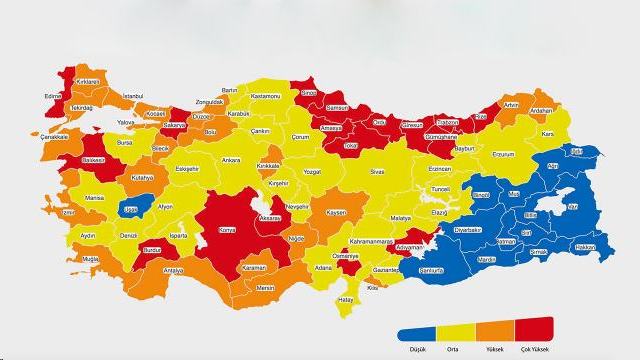 Kırklareli
Edirne
Tekirdağ
İstanbul
Kocaeli
Yalova
Sakarya
Düzce
Zonguldak
Bartın
Karabük
Kastamonu
Sinop
Samsun
Ordu
Giresun
Trabzon
Rize
Artvin
Ardahan
Kars
Çanakkale
Balıkesir
Bursa
Bilecik
Bolu
Çankırı
Çorum
Amasya
Tokat
Gümüşhane
Bayburt
Erzurum
Iğdır
Ağrı
Kütahya
Eskişehir
Ankara
Kırıkkale
Kırşehir
Yozgat
Sivas
Erzincan
Tunceli
Bingöl
Muş
Van
Manisa
Uşak
Afyon
İzmir
Aydın
Denizli
Isparta
Konya
Aksaray
Nevşehir
Kayseri
Malatya
Elazığ
Diyarbakır
Bitlis
Batman
Siirt
Şırnak
Hakkari
Muğla
Burdur
Antalya
Karaman
Mersin
Niğde
Adana
Osmaniye
Kahramanmaraş
Adıyaman
Gaziantep
Kilis
Hatay
Şanlıurfa
Mardin
Düşük Orta Yüksek Çok Yüksek